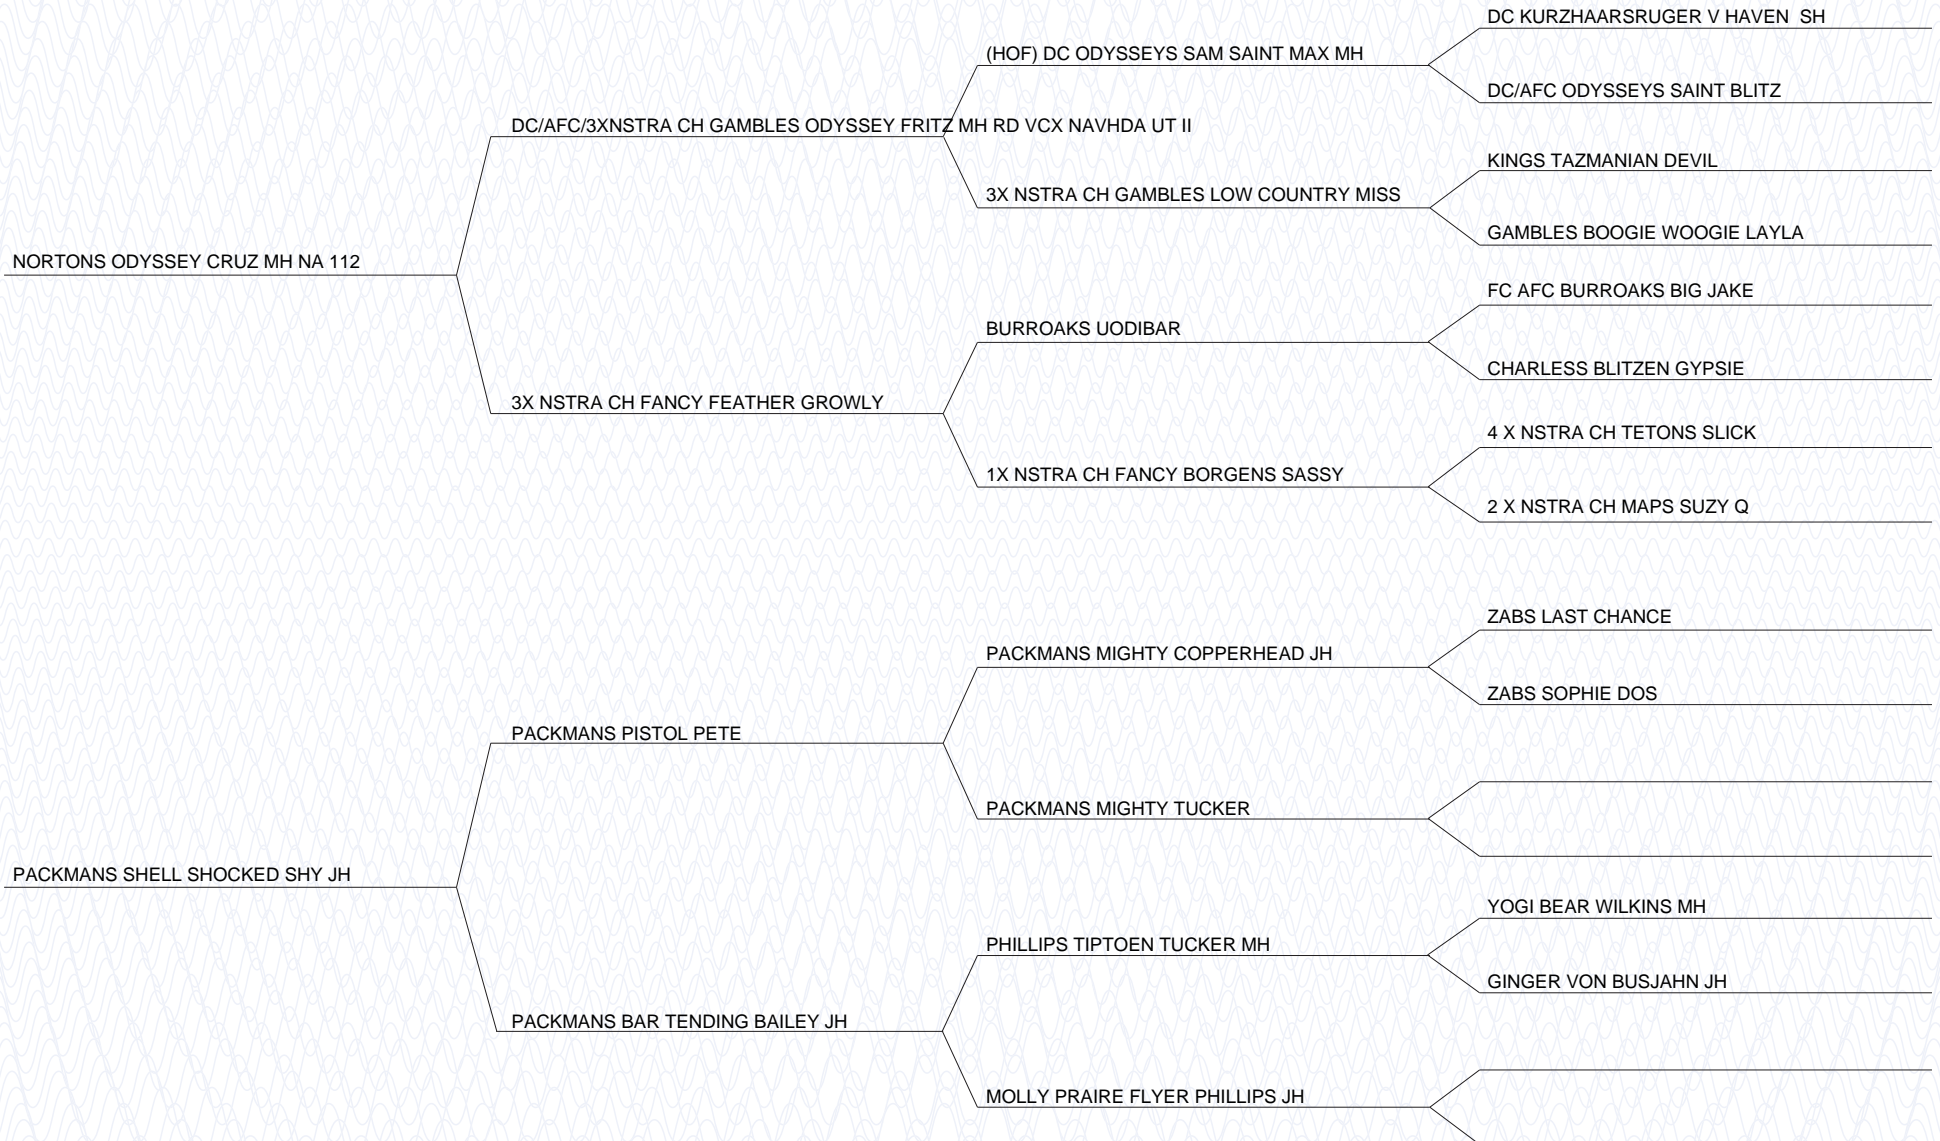 DC KURZHAARSRUGER V HAVEN  SH
(HOF) DC ODYSSEYS SAM SAINT MAX MH
DC/AFC ODYSSEYS SAINT BLITZ
DC/AFC/3XNSTRA CH GAMBLES ODYSSEY FRITZ MH RD VCX NAVHDA UT II
KINGS TAZMANIAN DEVIL
3X NSTRA CH GAMBLES LOW COUNTRY MISS
GAMBLES BOOGIE WOOGIE LAYLA
NORTONS ODYSSEY CRUZ MH NA 112
FC AFC BURROAKS BIG JAKE
BURROAKS UODIBAR
CHARLESS BLITZEN GYPSIE
3X NSTRA CH FANCY FEATHER GROWLY
4 X NSTRA CH TETONS SLICK
1X NSTRA CH FANCY BORGENS SASSY
2 X NSTRA CH MAPS SUZY Q
ZABS LAST CHANCE
PACKMANS MIGHTY COPPERHEAD JH
ZABS SOPHIE DOS
PACKMANS PISTOL PETE
PACKMANS MIGHTY TUCKER
PACKMANS SHELL SHOCKED SHY JH
YOGI BEAR WILKINS MH
PHILLIPS TIPTOEN TUCKER MH
GINGER VON BUSJAHN JH
PACKMANS BAR TENDING BAILEY JH
MOLLY PRAIRE FLYER PHILLIPS JH